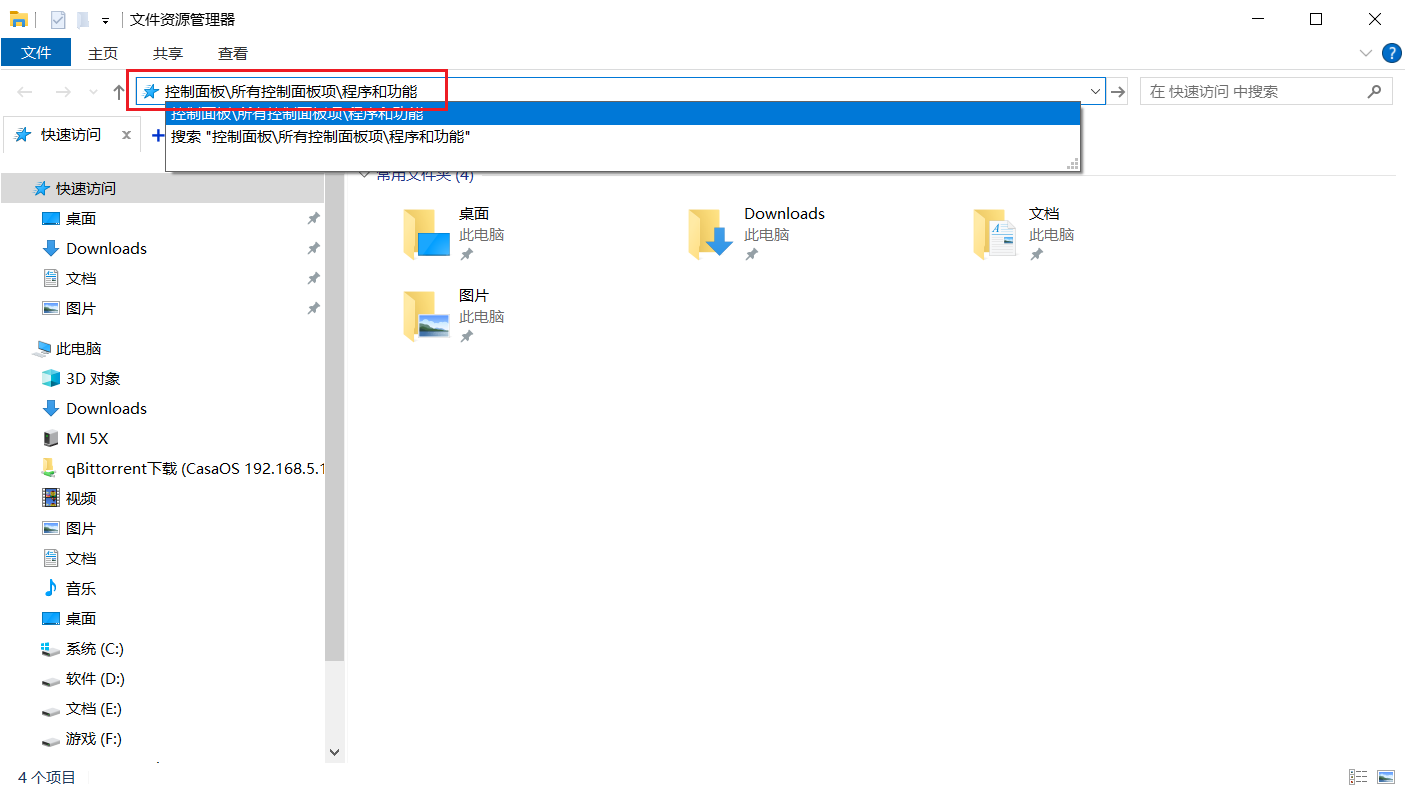 文件资源管理器
文件 主页 共享 查看 ?
控制面板\所有控制面板项\程序和功能
在 快速访问 中搜索
控制面板\所有控制面板项\程序和功能
快速访问 x +
搜索 "控制面板\所有控制面板项\程序和功能"
常用文件夹 (4)
快速访问
桌面
Downloads
文档
图片
此电脑
3D 对象
Downloads
MI 5X
qBittorrent下载 (CasaOS 192.168.5.1
视频
图片
文档
音乐
桌面
系统 (C:)
软件 (D:)
文档 (E:)
游戏 (F:)
桌面
此电脑
Downloads
此电脑
文档
此电脑
图片
此电脑
4 个项目